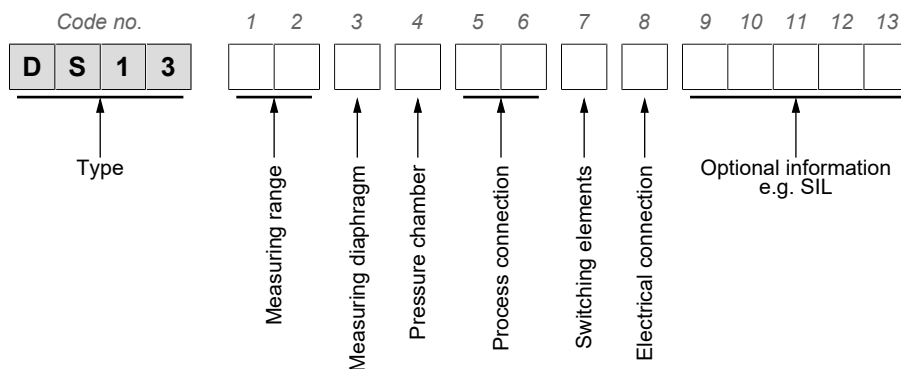 Code no. 1 2 3 4 5 6 7 8 9 10 11 12 13
D S 1 3
Type
Measuring range
Measuring diaphragm
Pressure chamber
Process connection
Switching elements
Electrical connection
Optional information
e.g. SIL